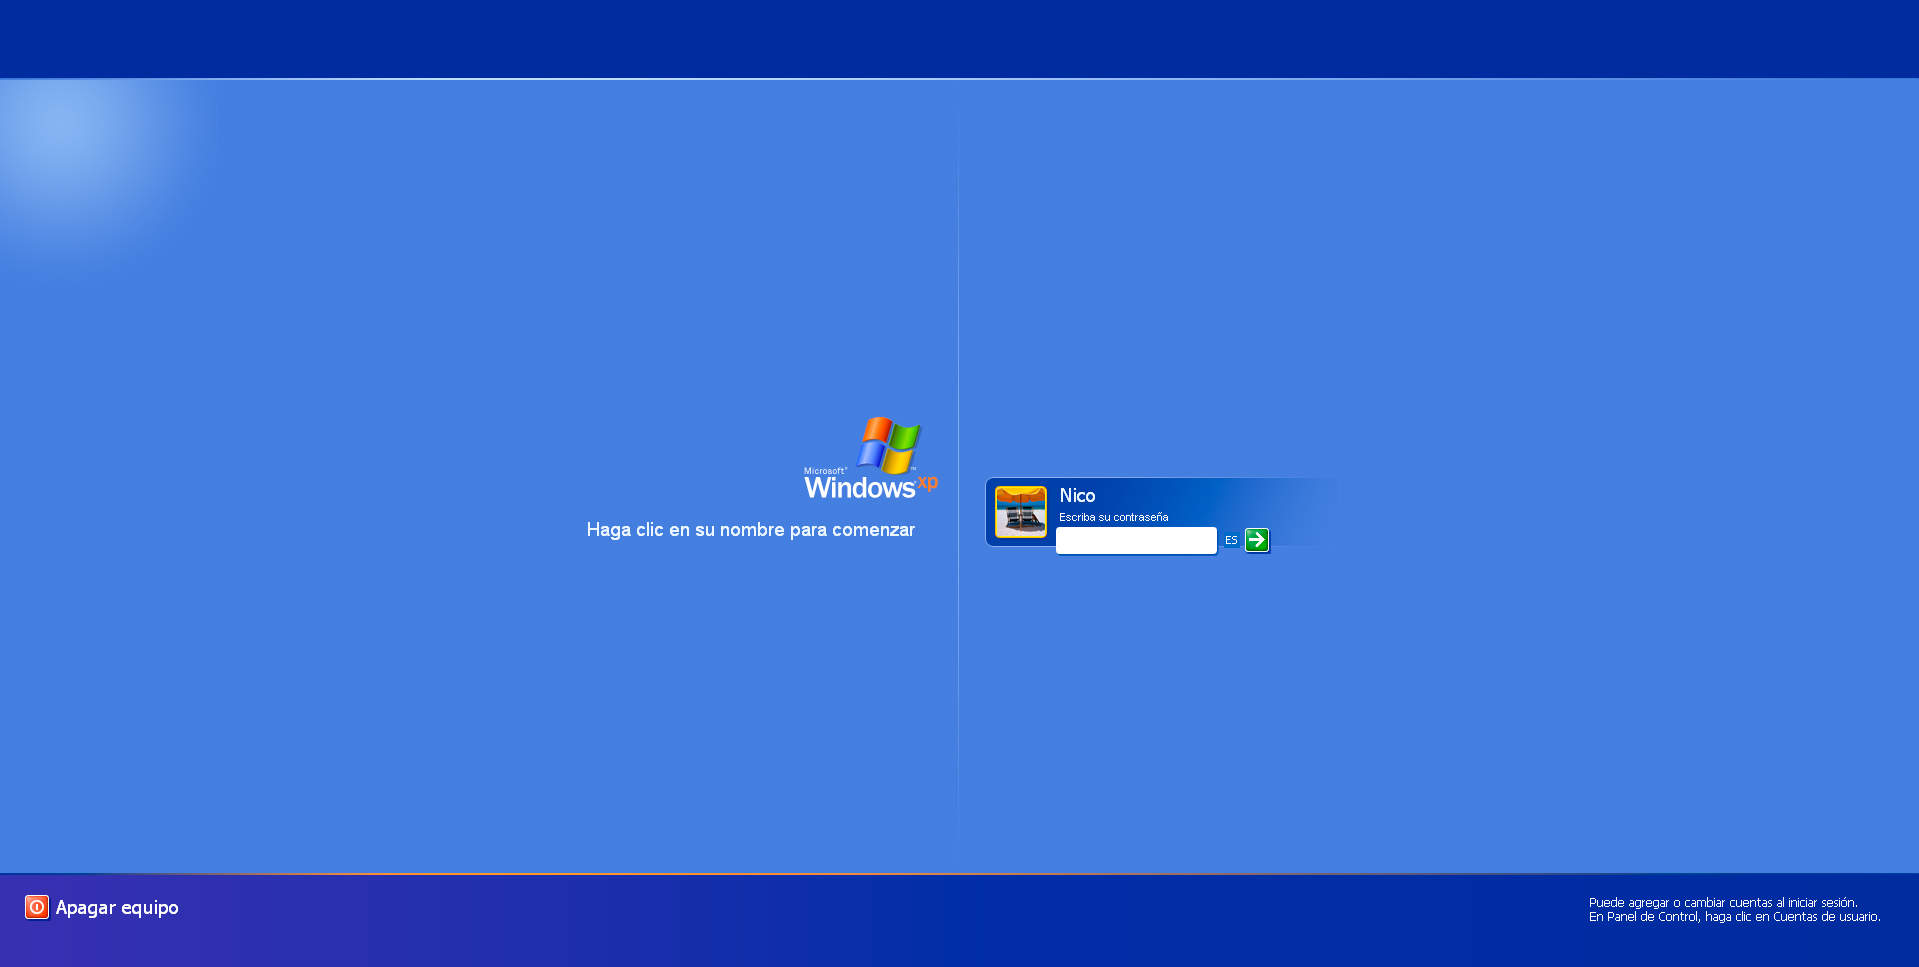 Microsoft®
Windows xp™
Haga clic en su nombre para comenzar
Nico
Escriba su contraseña
ES
Apagar equipo
Puede agregar o cambiar cuentas al iniciar sesión.
En Panel de Control, haga clic en Cuentas de usuario.